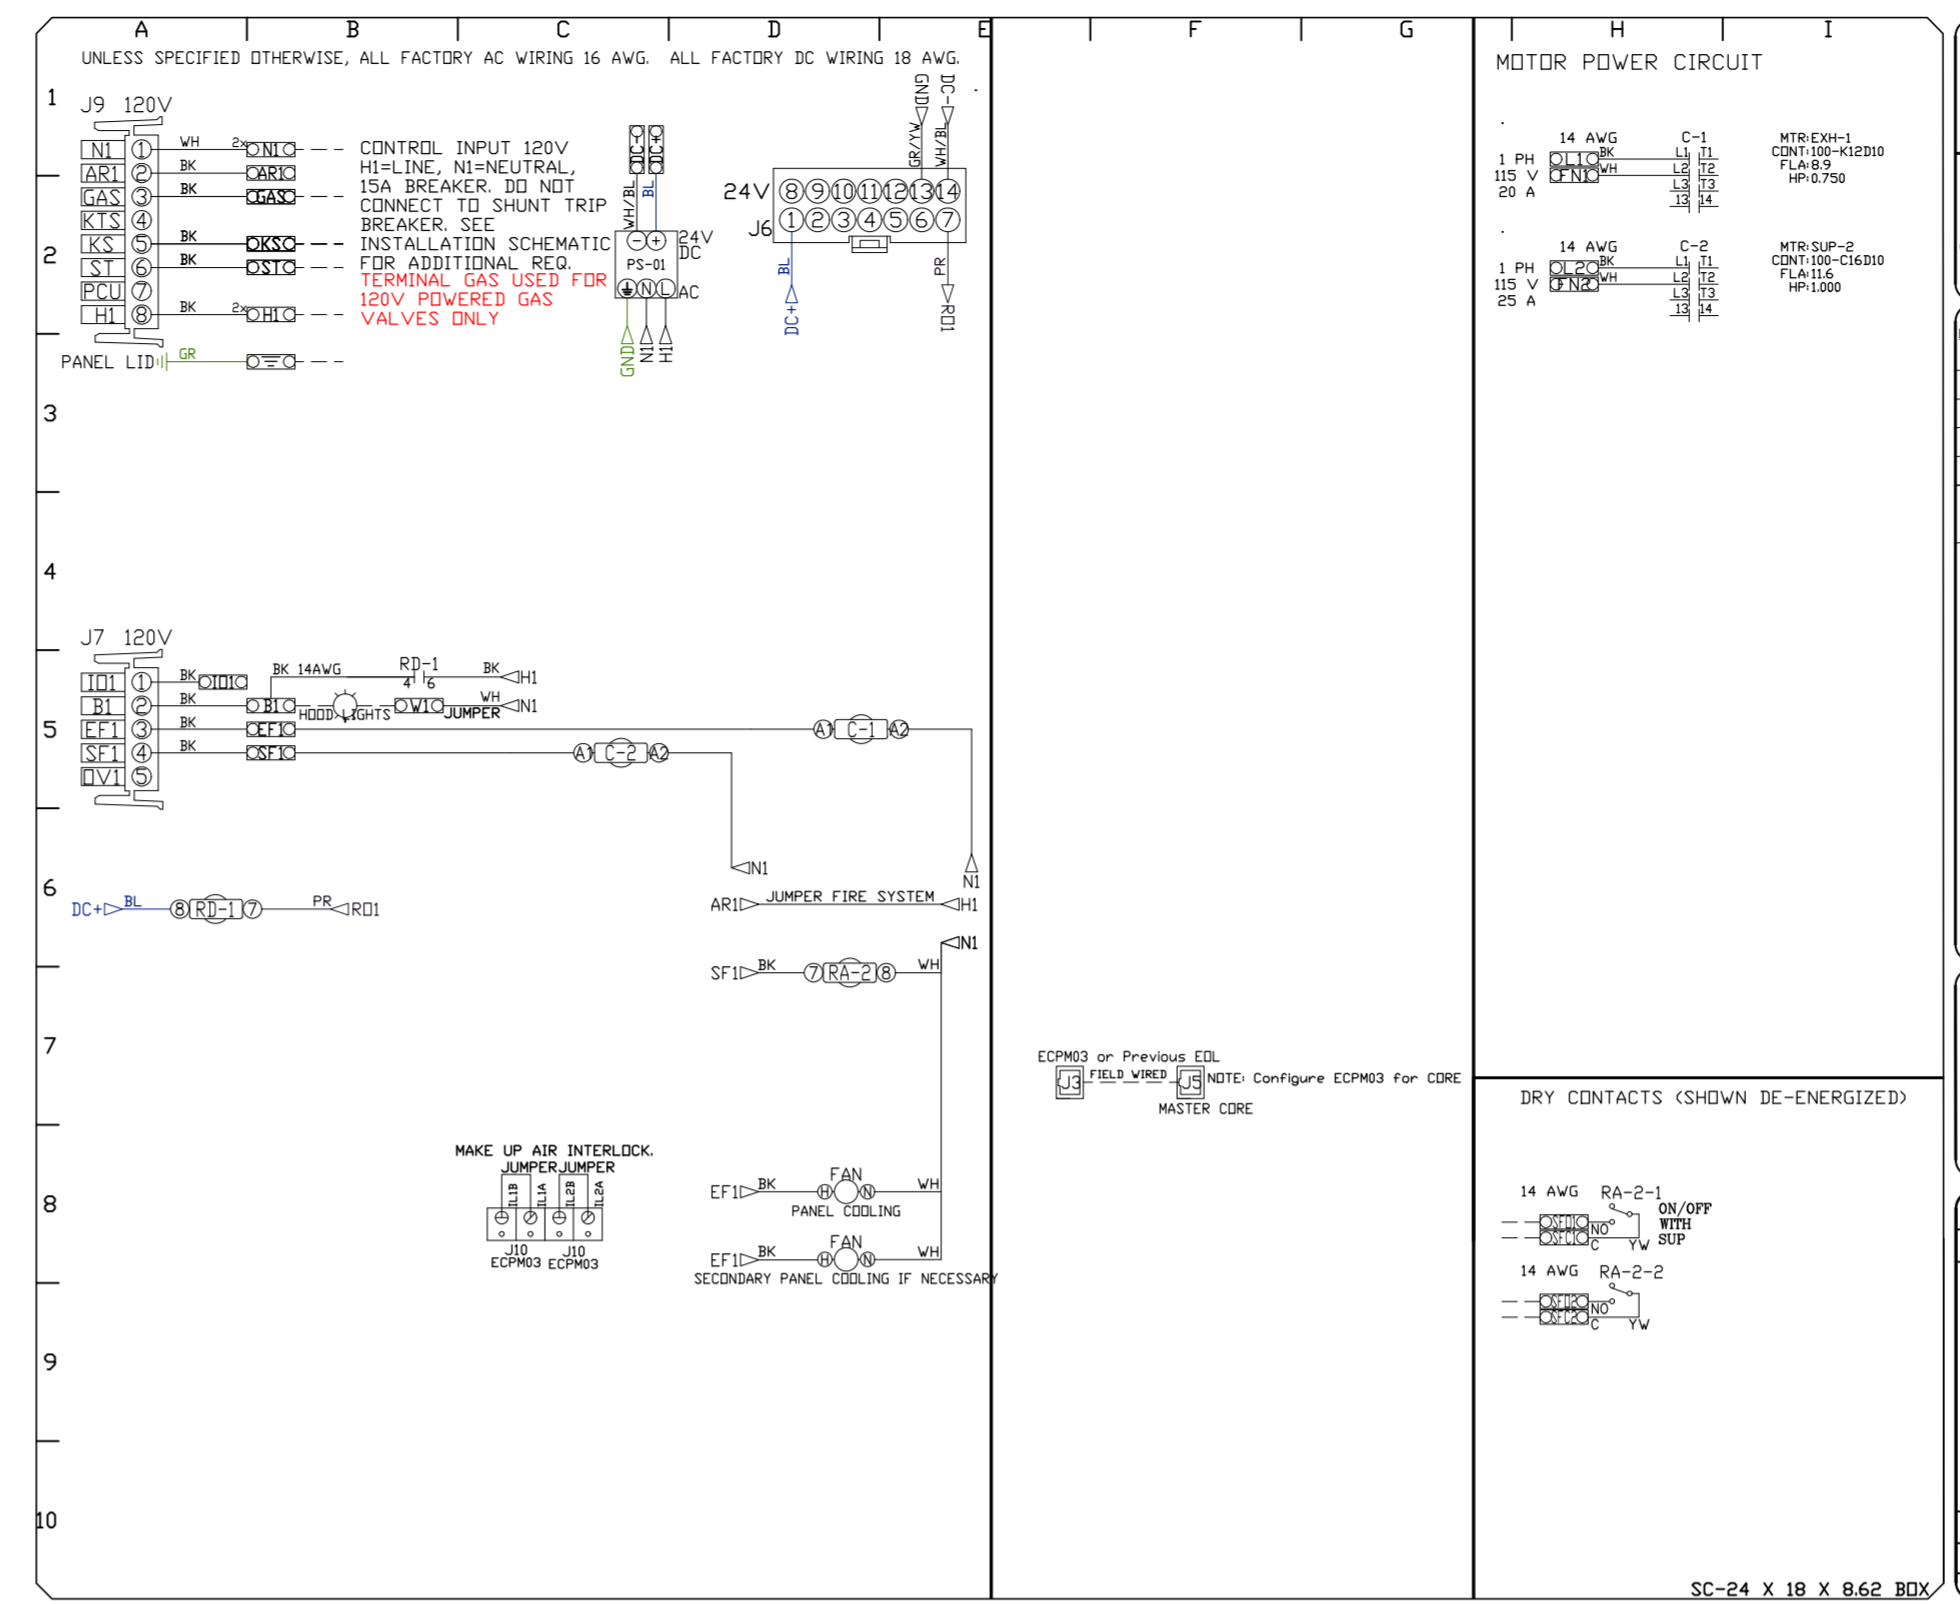 A B C D E F G H I
UNLESS SPECIFIED OTHERWISE, ALL FACTORY AC WIRING 16 AWG. ALL FACTORY DC WIRING 18 AWG.
1
2
3
4
5
6
7
8
9
10
J9 120V
N1 1 WH 2x N1
AR1 2 BK AR1
GAS 3 BK GAS
KTS 4
KS 5 BK KS
ST 6 BK ST
PCU 7
H1 8 BK 2x H1
PANEL LID GR
CONTROL INPUT 120V
H1=LINE, N1=NEUTRAL,
15A BREAKER. DO NOT
CONNECT TO SHUNT TRIP
BREAKER. SEE
INSTALLATION SCHEMATIC
FOR ADDITIONAL REQ.
TERMINAL GAS USED FOR
120V POWERED GAS
VALVES ONLY
DC- DC+
WH/BL BL
- + 24V
DC
PS-01
N L AC
GND N1 H1
GND DC-
GR/YW WH/BL
24V 8 9 10 11 12 13 14
J6 1 2 3 4 5 6 7
BL PR
DC+ RO1
J7 120V
IO1 1 BK IO1
B1 2 BK B1
EF1 3 BK EF1
SF1 4 BK SF1
OV1 5
BK 14AWG RD-1 BK H1
4 6
HOOD LIGHTS W1 WH N1
JUMPER
A1 C-1 A2
A1 C-2 A2
N1
N1
DC+ BL 8 RD-1 7 PR RO1
AR1 JUMPER FIRE SYSTEM H1
N1
SF1 BK 7 RA-2 8 WH
MAKE UP AIR INTERLOCK.
JUMPER JUMPER
IL1B IL1A IL2B IL2A
J10 J10
ECPM03 ECPM03
EF1 BK H FAN N WH
PANEL COOLING
EF1 BK H FAN N WH
SECONDARY PANEL COOLING IF NECESSARY
ECPM03 or Previous EOL
J3 FIELD WIRED J5 NOTE: Configure ECPM03 for CORE
MASTER CORE
MOTOR POWER CIRCUIT
14 AWG C-1 MTR:EXH-1
1 PH L1 BK L1 T1 CONT:100-K12D10
115 V FN1 WH L2 T2 FLA:8.9
20 A L3 T3 HP:0.750
13 14
14 AWG C-2 MTR:SUP-2
1 PH L2 BK L1 T1 CONT:100-C16D10
115 V FN2 WH L2 T2 FLA:11.6
25 A L3 T3 HP:1.000
13 14
DRY CONTACTS (SHOWN DE-ENERGIZED)
14 AWG RA-2-1
SFO1 NO ON/OFF
SFC1 C YW WITH
SUP
14 AWG RA-2-2
SFO2 NO
SFC2 C YW
SC-24 X 18 X 8.62 BOX